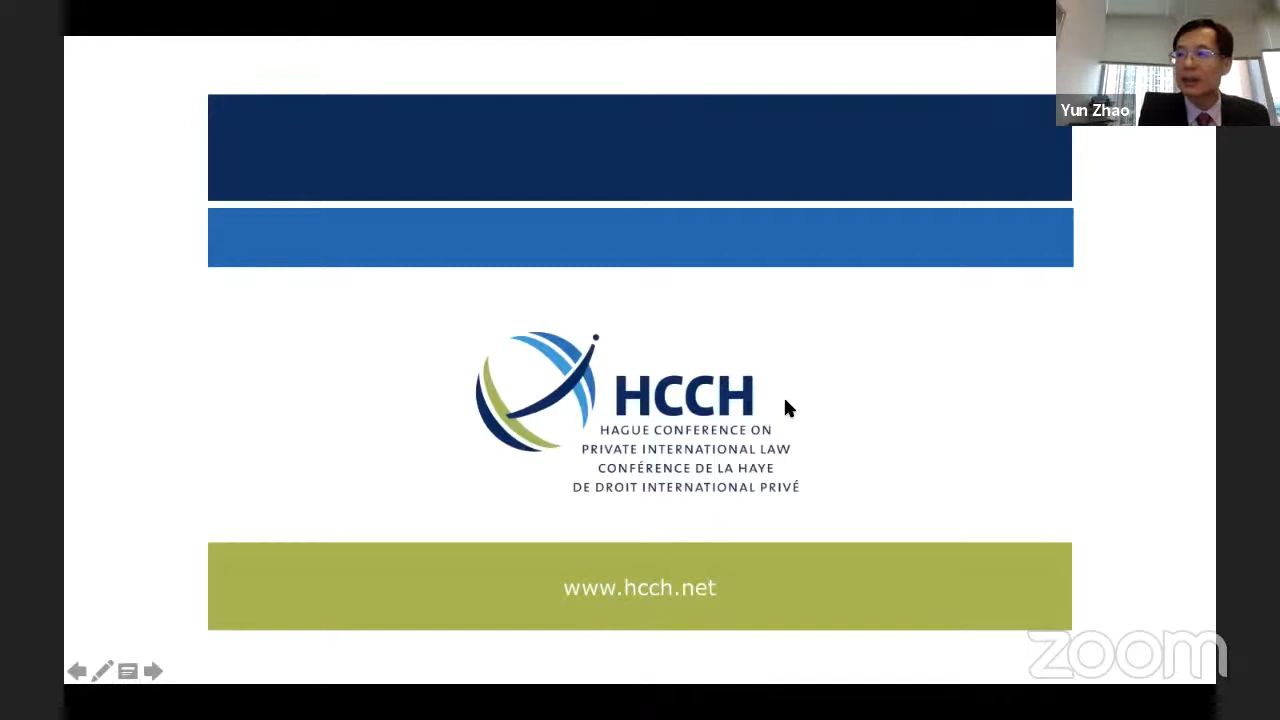 Yun Zhao
HCCH
HAGUE CONFERENCE ON
PRIVATE INTERNATIONAL LAW
CONFÉRENCE DE LA HAYE
DE DROIT INTERNATIONAL PRIVÉ
www.hcch.net
zoom